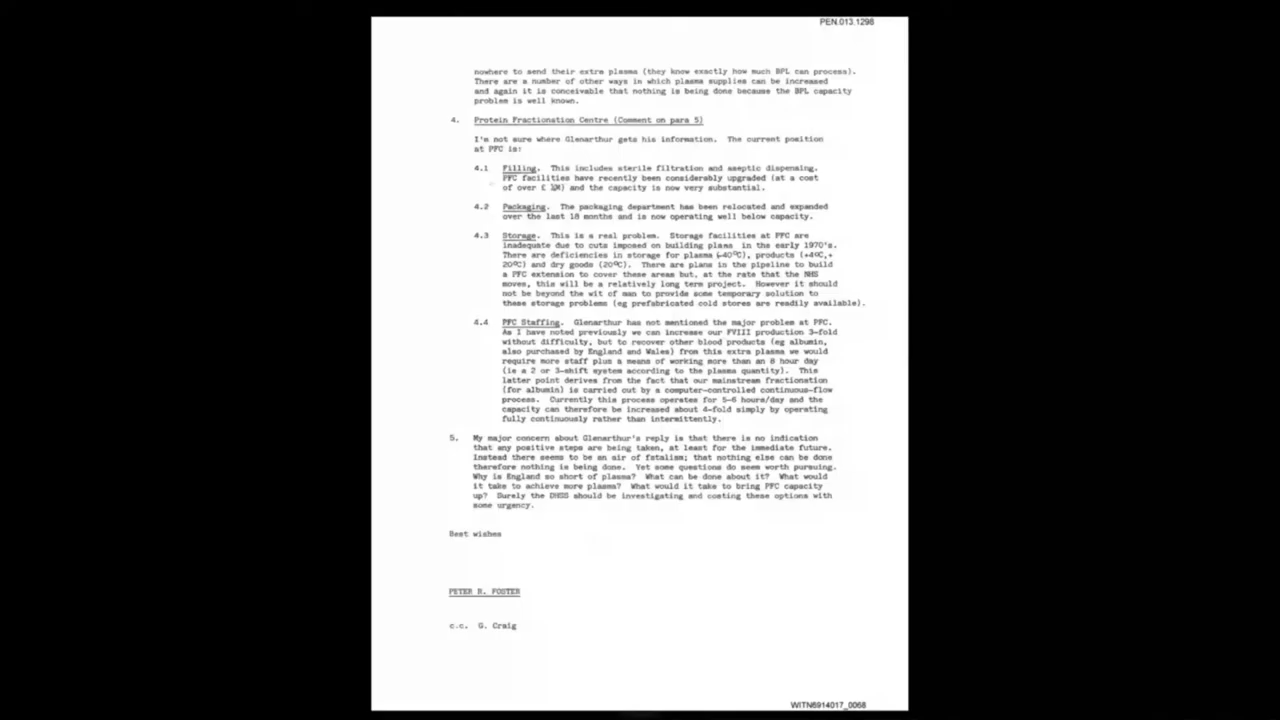 PEN.013.1298
nowhere to send their extra plasma (they know exactly how much BPL can process).
There are a number of other ways in which plasma supplies can be increased
and again it is conceivable that nothing is being done because the BPL capacity
problem is well known.
4. Protein Fractionation Centre (Comment on para 5)
I'm not sure where Glenarthur gets his information. The current position
at PFC is:
4.1 Filling. This includes sterile filtration and aseptic dispensing.
PFC facilities have recently been considerably upgraded (at a cost
of over £ ½M) and the capacity is now very substantial.
4.2 Packaging. The packaging department has been relocated and expanded
over the last 18 months and is now operating well below capacity.
4.3 Storage. This is a real problem. Storage facilities at PFC are
inadequate due to cuts imposed on building plans in the early 1970's.
There are deficiencies in storage for plasma (-40ºC), products (+4ºC,+
20ºC) and dry goods (20ºC). There are plans in the pipeline to build
a PFC extension to cover these areas but, at the rate that the NHS
moves, this will be a relatively long term project. However it should
not be beyond the wit of man to provide some temporary solution to
these storage problems (eg prefabricated cold stores are readily available).
4.4 PFC Staffing. Glenarthur has not mentioned the major problem at PFC.
As I have noted previously we can increase our FVIII production 3-fold
without difficulty, but to recover other blood products (eg albumin,
also purchased by England and Wales) from this extra plasma we would
require more staff plus a means of working more than an 8 hour day
(ie a 2 or 3-shift system according to the plasma quantity). This
latter point derives from the fact that our mainstream fractionation
(for albumin) is carried out by a computer-controlled continuous-flow
process. Currently this process operates for 5-6 hours/day and the
capacity can therefore be increased about 4-fold simply by operating
fully continuously rather than intermittently.
5. My major concern about Glenarthur's reply is that there is no indication
that any positive steps are being taken, at least for the immediate future.
Instead there seems to be an air of fatalism; that nothing else can be done
therefore nothing is being done. Yet some questions do seem worth pursuing.
Why is England so short of plasma? What can be done about it? What would
it take to achieve more plasma? What would it take to bring PFC capacity
up? Surely the DHSS should be investigating and costing these options with
some urgency.
Best wishes
PETER R. FOSTER
c.c. G. Craig
WITN6914017_0068